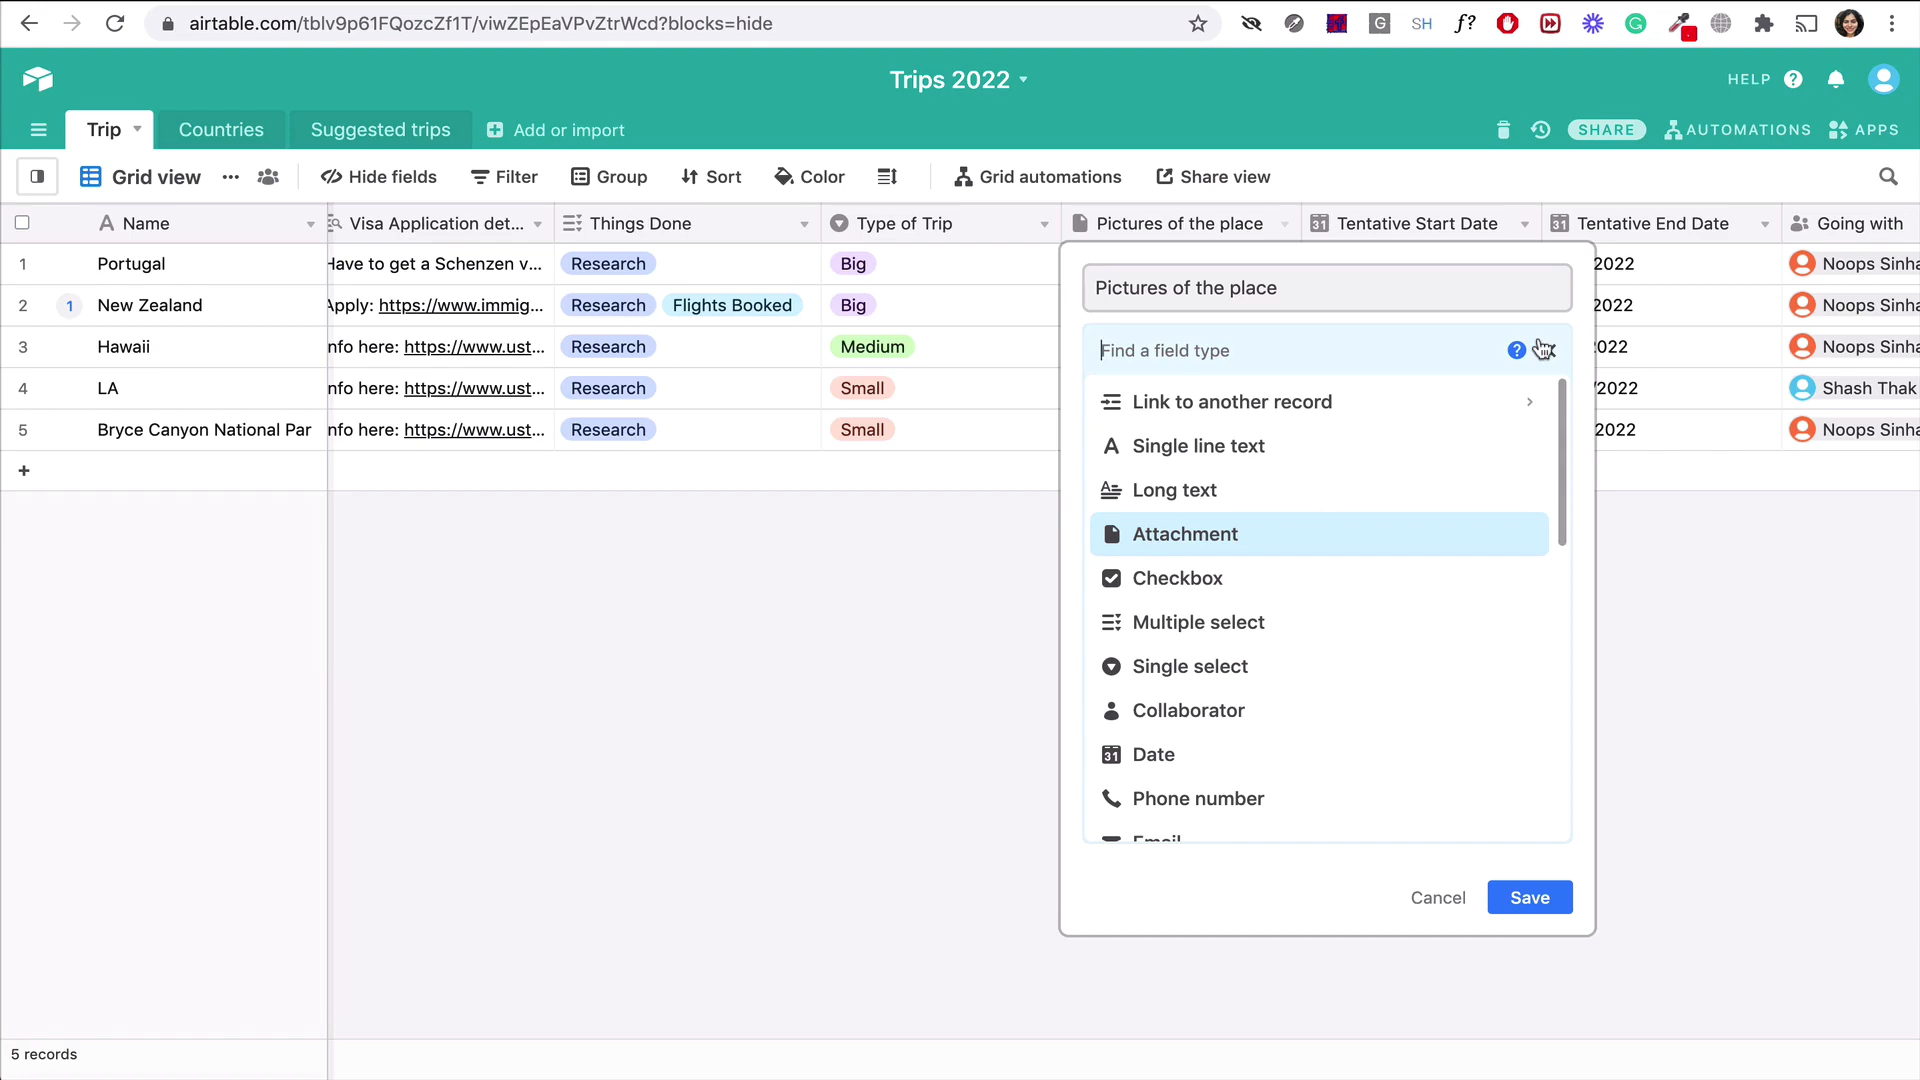 airtable.com/tblv9p61FQozcZf1T/viwZEpEaVPvZtrWcd?blocks=hide
G
SH
f?
Trips 2022
HELP ?
Trip
Countries
Suggested trips
Add or import
SHARE
AUTOMATIONS
APPS
Grid view
Hide fields
Filter
Group
Sort
Color
Grid automations
Share view
A Name
Visa Application det...
Things Done
Type of Trip
Pictures of the place
31 Tentative Start Date
31 Tentative End Date
Going with
1 Portugal Have to get a Schenzen v... Research Big 2022 Noops Sinha
2 1 New Zealand Apply: https://www.immig... Research Flights Booked Big 2022 Noops Sinha
3 Hawaii nfo here: https://www.ust... Research Medium 2022 Noops Sinha
4 LA nfo here: https://www.ust... Research Small /2022 Shash Thak
5 Bryce Canyon National Par nfo here: https://www.ust... Research Small 2022 Noops Sinha
+
Pictures of the place
Find a field type
?
Link to another record
A Single line text
Long text
Attachment
Checkbox
Multiple select
Single select
Collaborator
31 Date
Phone number
Email
Cancel
Save
5 records